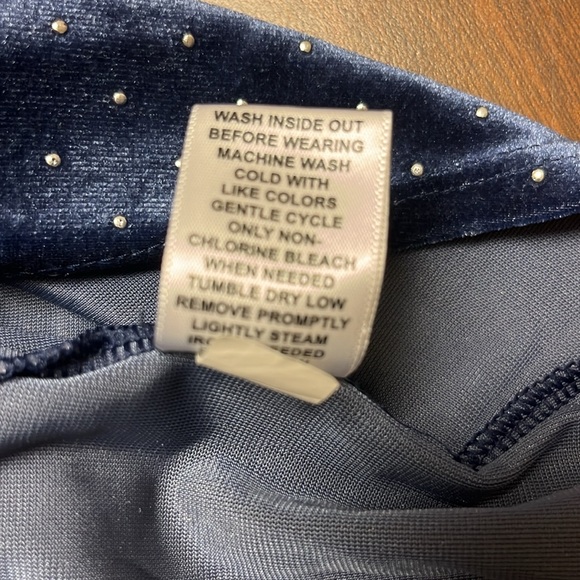 WASH INSIDE OUT
BEFORE WEARING
MACHINE WASH
COLD WITH
LIKE COLORS
GENTLE CYCLE
ONLY NON-
CHLORINE BLEACH
WHEN NEEDED
TUMBLE DRY LOW
REMOVE PROMPTLY
LIGHTLY STEAM